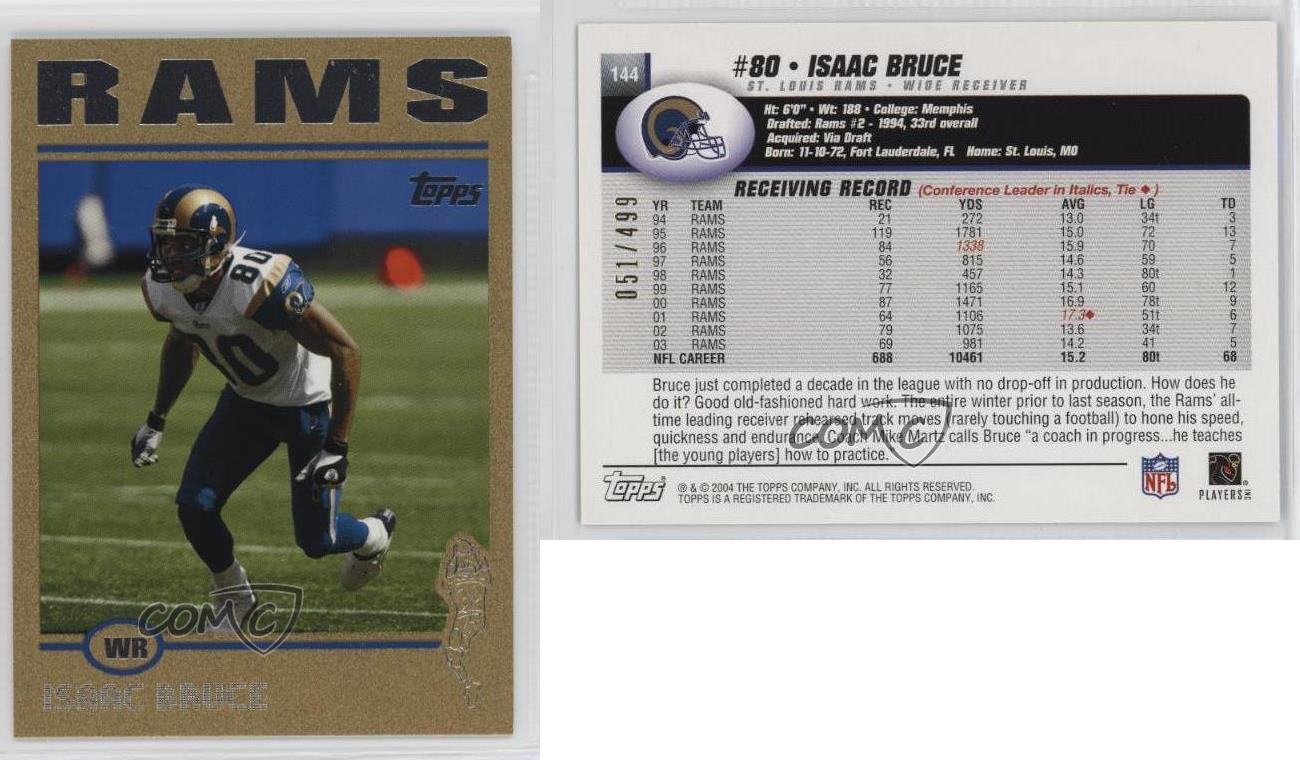 RAMS
topps
80
80
WR
COMC
ISAAC BRUCE
144
#80 • ISAAC BRUCE
ST. LOUIS RAMS • WIDE RECEIVER
Ht: 6'0" • Wt: 188 • College: Memphis
Drafted: Rams #2 - 1994, 33rd overall
Acquired: Via Draft
Born: 11-10-72, Fort Lauderdale, FL Home: St. Louis, MO
051/499
RECEIVING RECORD (Conference Leader in Italics, Tie ♦)
YR TEAM REC YDS AVG LG TD
94 RAMS 21 272 13.0 34t 3
95 RAMS 119 1781 15.0 72 13
96 RAMS 84 1338 15.9 70 7
97 RAMS 56 815 14.6 59 5
98 RAMS 32 457 14.3 80t 1
99 RAMS 77 1165 15.1 60 12
00 RAMS 87 1471 16.9 78t 9
01 RAMS 64 1106 17.3♦ 51t 6
02 RAMS 79 1075 13.6 34t 7
03 RAMS 69 981 14.2 41 5
NFL CAREER 688 10461 15.2 80t 68
Bruce just completed a decade in the league with no drop-off in production. How does he
do it? Good old-fashioned hard work. The entire winter prior to last season, the Rams' all-
time leading receiver rehearsed track moves (rarely touching a football) to hone his speed,
quickness and endurance. Coach Mike Martz calls Bruce "a coach in progress...he teaches
[the young players] how to practice.
COMC
topps
® & © 2004 THE TOPPS COMPANY, INC. ALL RIGHTS RESERVED.
TOPPS IS A REGISTERED TRADEMARK OF THE TOPPS COMPANY, INC.
NFL
PLAYERS INC